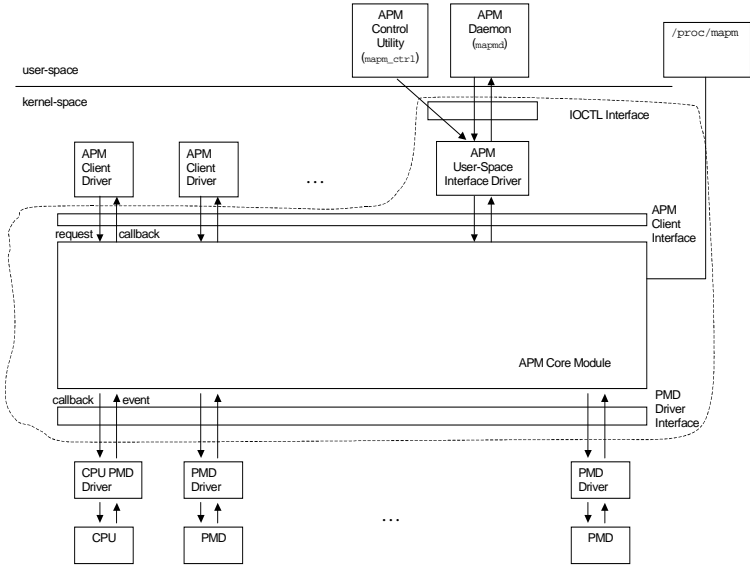 APM
Control
Utility
(mapm_ctrl)
APM
Daemon
(mapmd)
/proc/mapm
user-space
kernel-space
IOCTL Interface
APM
Client
Driver
APM
Client
Driver
...
APM
User-Space
Interface Driver
APM
Client
Interface
request
callback
APM Core Module
callback
event
PMD
Driver
Interface
CPU PMD
Driver
PMD
Driver
PMD
Driver
CPU
PMD
...
PMD